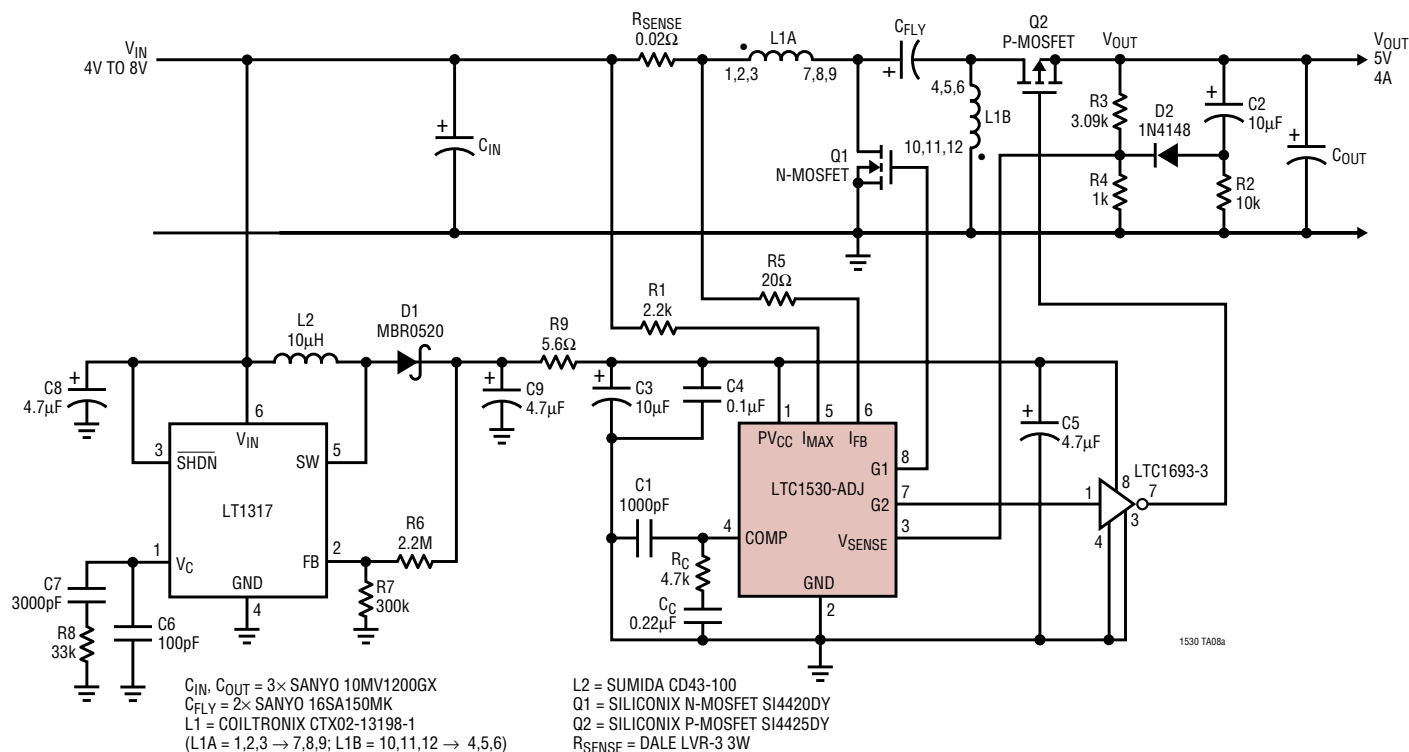 VIN
4V TO 8V
RSENSE
0.02Ω
L1A
1,2,3
7,8,9
CFLY
+
Q2
P-MOSFET
VOUT
VOUT
5V
4A
+
CIN
Q1
N-MOSFET
4,5,6
L1B
10,11,12
R3
3.09k
D2
1N4148
+
C2
10µF
R4
1k
R2
10k
+
COUT
R5
20Ω
R1
2.2k
L2
10µH
D1
MBR0520
R9
5.6Ω
+
C8
4.7µF
+
C9
4.7µF
+
C3
10µF
C4
0.1µF
+
C5
4.7µF
6
VIN
3
SHDN
SW
5
LT1317
1
VC
FB
2
GND
4
R6
2.2M
R7
300k
C7
3000pF
R8
33k
C6
100pF
1
5
6
PVCC
IMAX
IFB
G1
8
LTC1530-ADJ
G2
7
4
COMP
VSENSE
3
GND
2
C1
1000pF
RC
4.7k
CC
0.22µF
LTC1693-3
1
8
7
3
4
1530 TA08a
CIN, COUT = 3× SANYO 10MV1200GX
CFLY = 2× SANYO 16SA150MK
L1 = COILTRONIX CTX02-13198-1
(L1A = 1,2,3 → 7,8,9; L1B = 10,11,12 → 4,5,6)
L2 = SUMIDA CD43-100
Q1 = SILICONIX N-MOSFET SI4420DY
Q2 = SILICONIX P-MOSFET SI4425DY
RSENSE = DALE LVR-3 3W